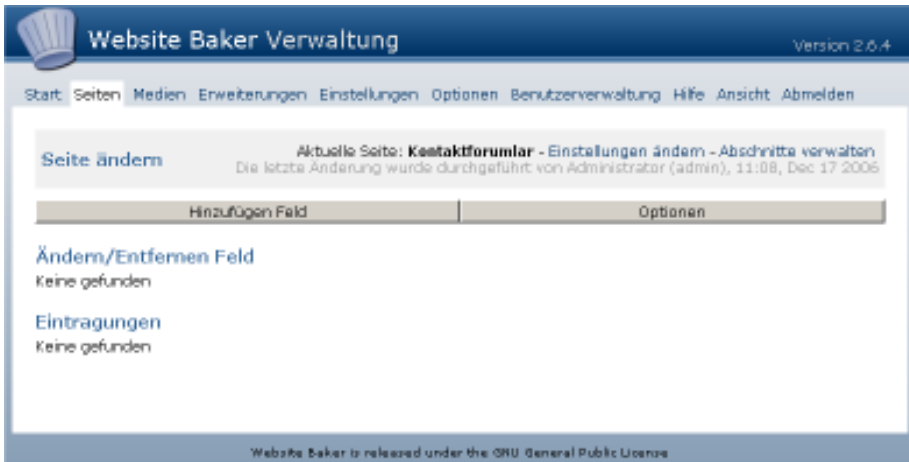 Website Baker Verwaltung
Version 2.6.4
Start Seiten Medien Erweiterungen Einstellungen Optionen Benutzerverwaltung Hilfe Ansicht Abmelden
Seite ändern
Aktuelle Seite: Kontaktforumlar - Einstellungen ändern - Abschnitte verwalten
Die letzte Änderung wurde durchgeführt von Administrator (admin), 11:08, Dec 17 2006
Hinzufügen Feld
Optionen
Ändern/Entfernen Feld
Keine gefunden
Eintragungen
Keine gefunden
Website Baker is released under the GNU General Public License